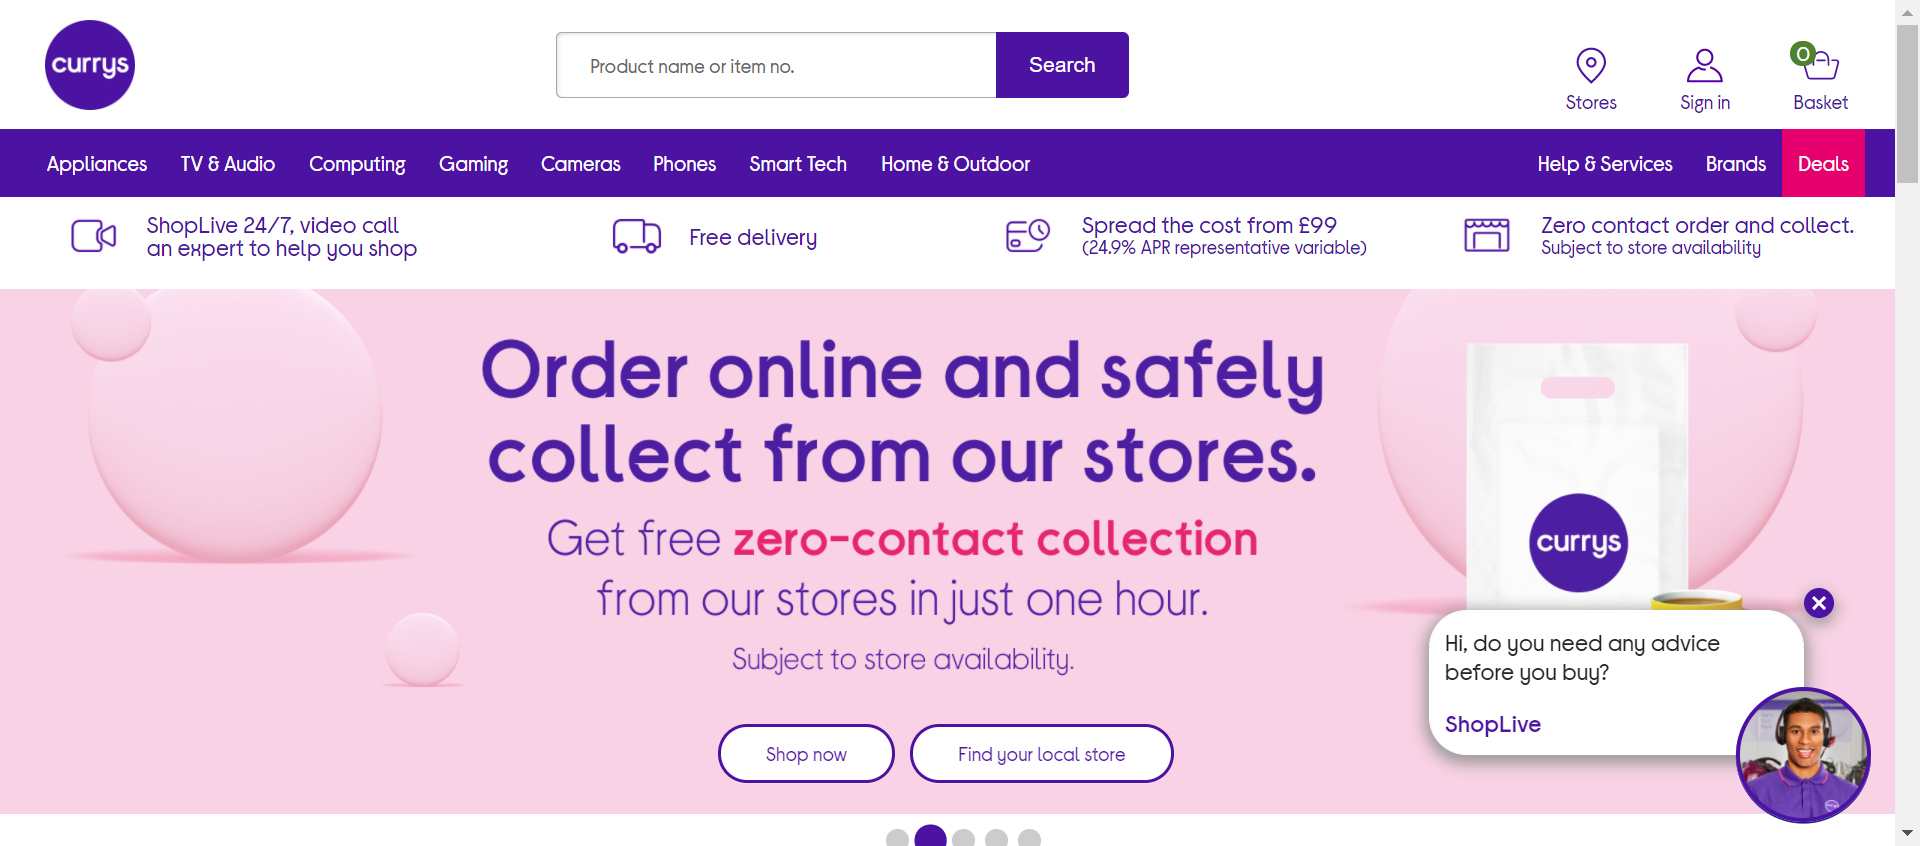 currys
Product name or item no.
Search
Stores
Sign in
0
Basket
Appliances
TV & Audio
Computing
Gaming
Cameras
Phones
Smart Tech
Home & Outdoor
Help & Services
Brands
Deals
ShopLive 24/7, video call
an expert to help you shop
Free delivery
Spread the cost from £99
(24.9% APR representative variable)
Zero contact order and collect.
Subject to store availability
Order online and safely
collect from our stores.
Get free zero-contact collection
from our stores in just one hour.
Subject to store availability.
Shop now
Find your local store
currys
Hi, do you need any advice
before you buy?
ShopLive